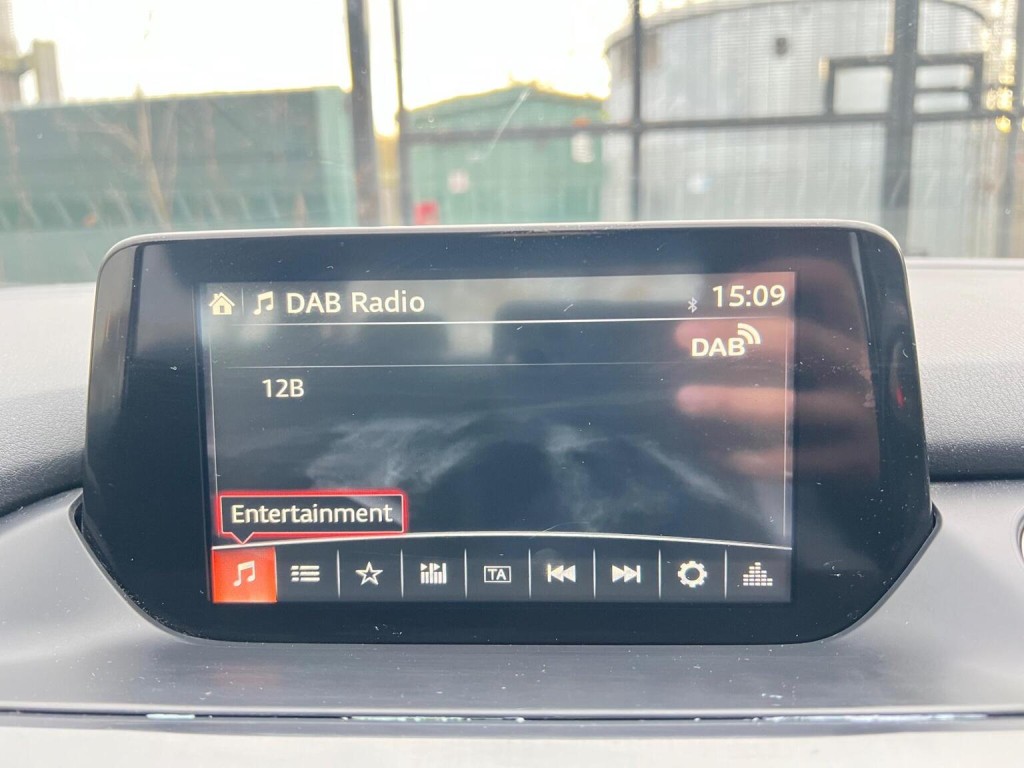 DAB Radio 15:09
DAB
12B
Entertainment
TA